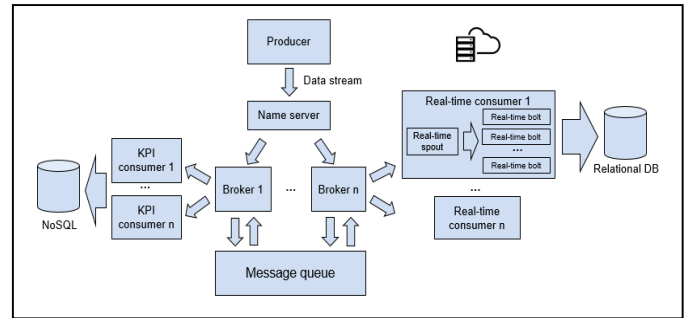 Producer
Data stream
Name server
Real-time consumer 1
Real-time
spout
Real-time bolt
Real-time bolt
...
Real-time bolt
Relational DB
KPI
consumer 1
...
KPI
consumer n
NoSQL
Broker 1
...
Broker n
...
Real-time
consumer n
Message queue